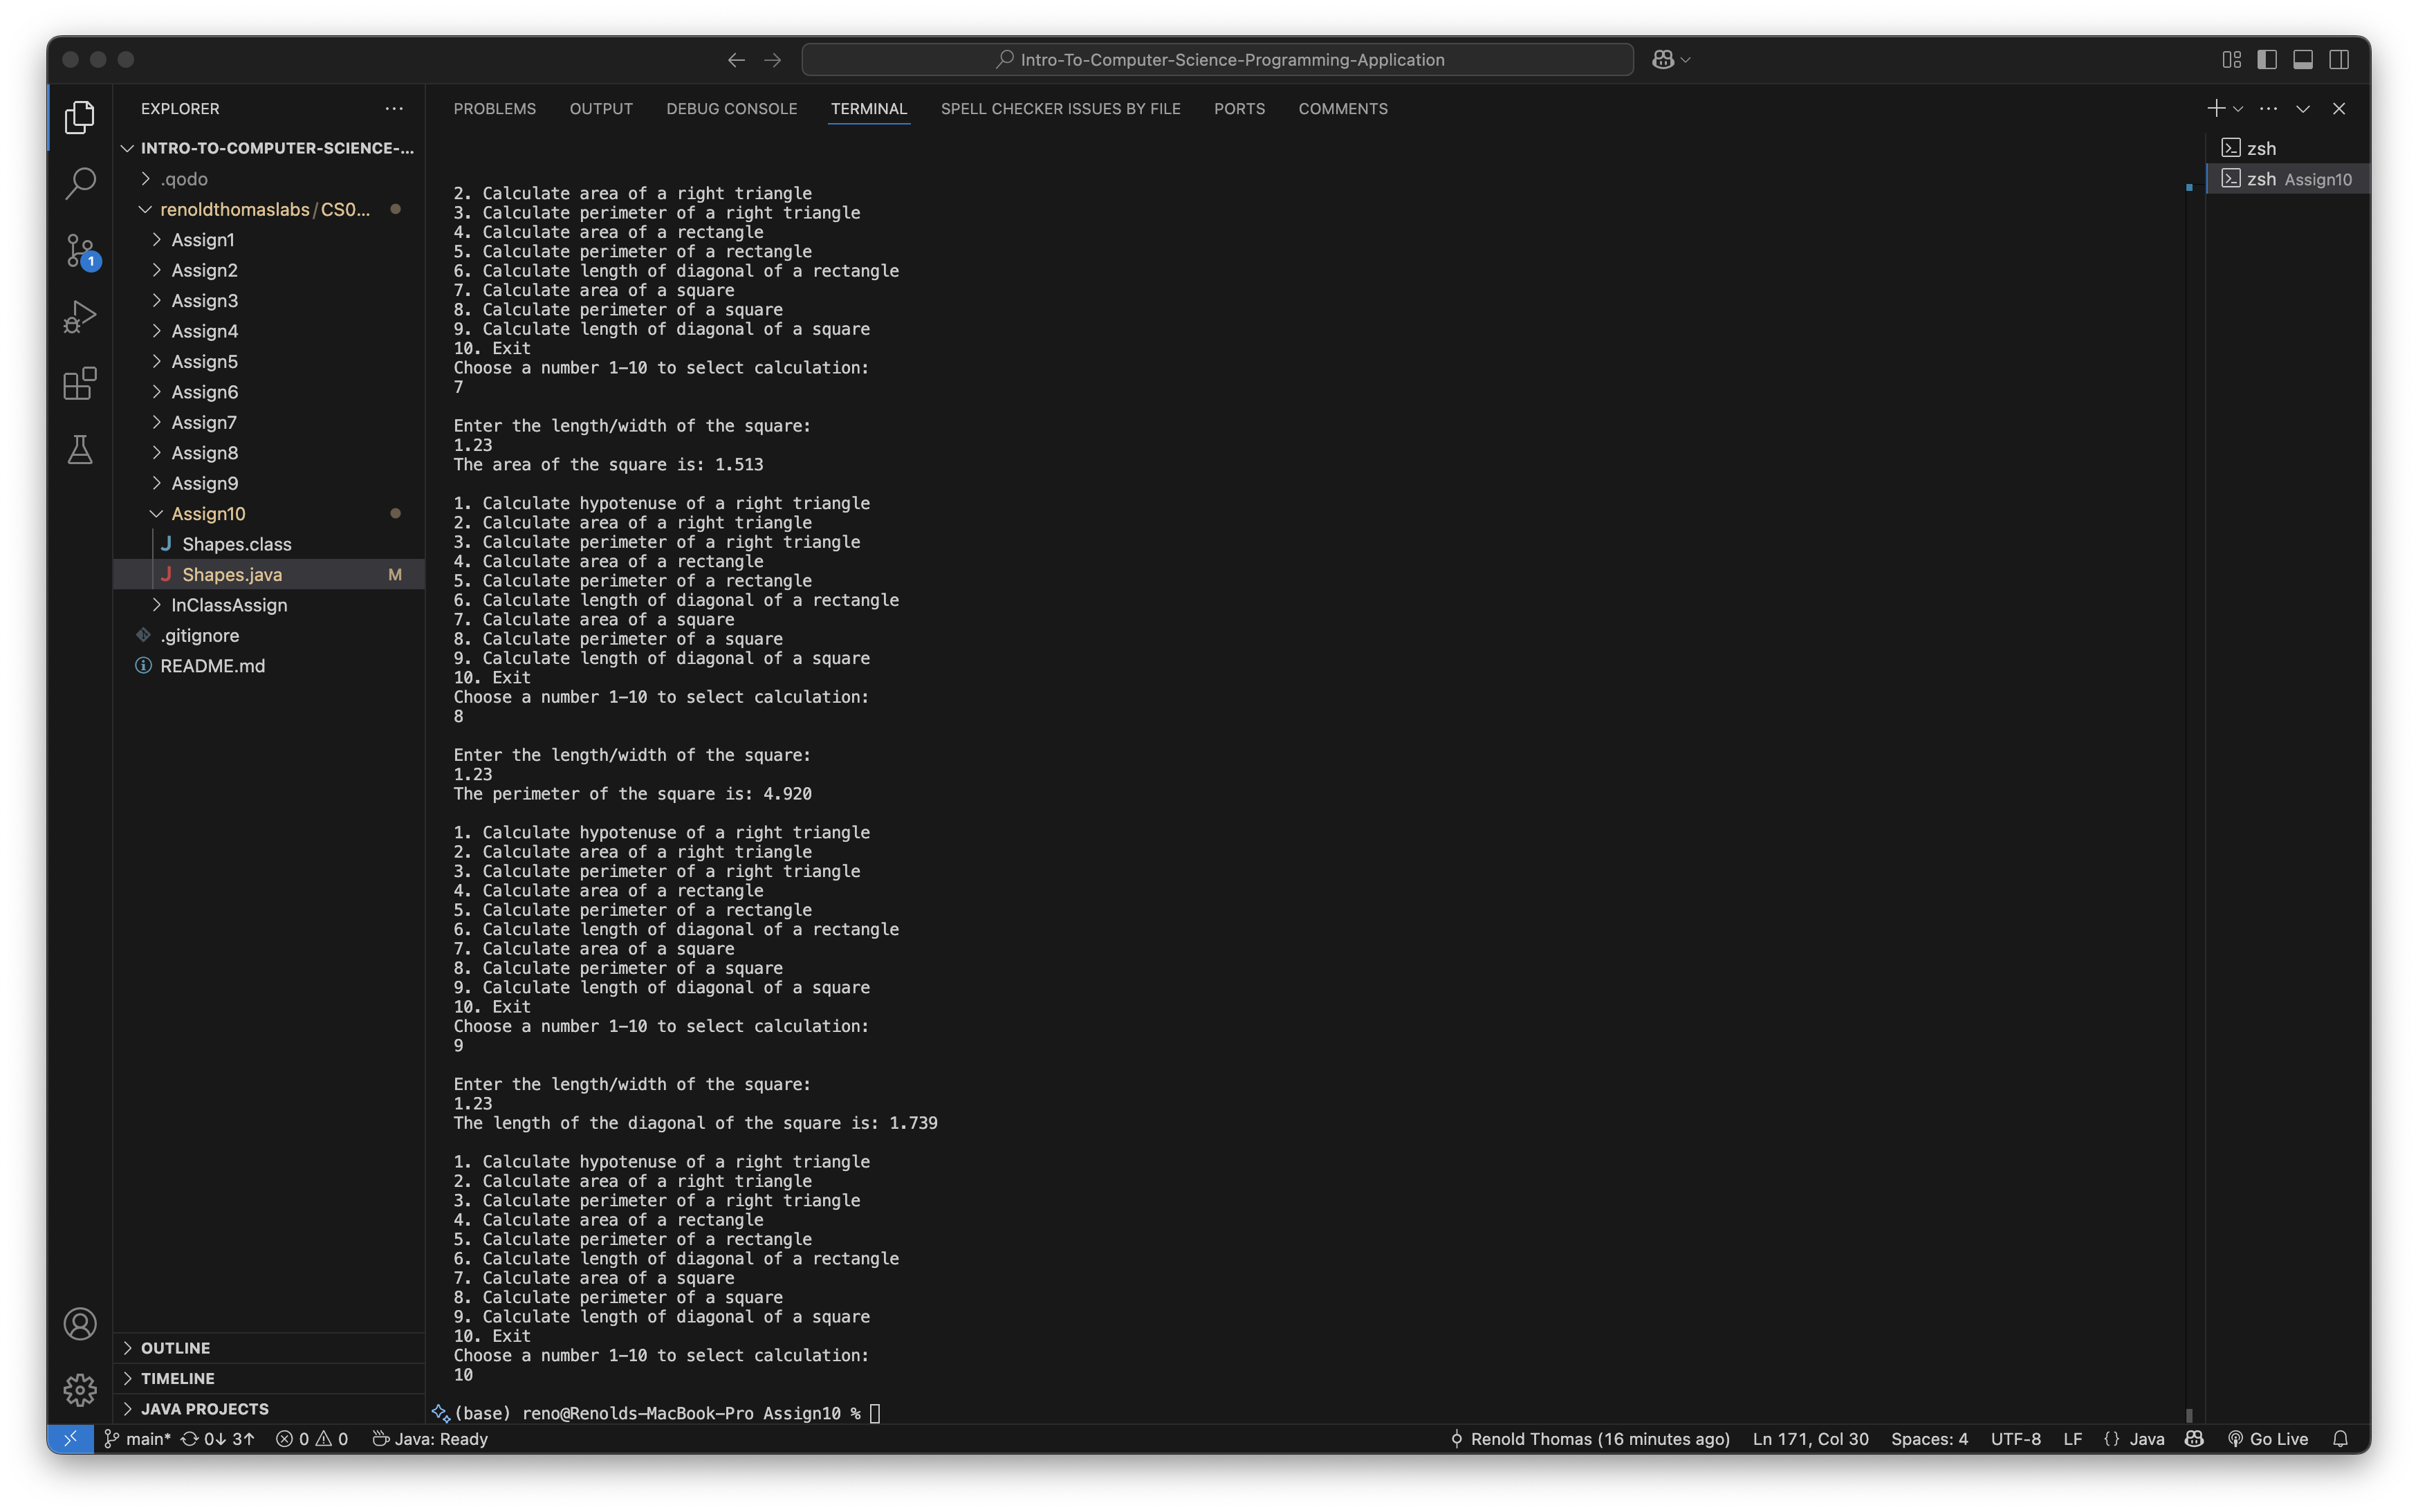 Intro-To-Computer-Science-Programming-Application
EXPLORER
INTRO-TO-COMPUTER-SCIENCE-...
.qodo
renoldthomaslabs/CS0...
Assign1
Assign2
Assign3
Assign4
Assign5
Assign6
Assign7
Assign8
Assign9
Assign10
J Shapes.class
J Shapes.java M
InClassAssign
.gitignore
README.md
OUTLINE
TIMELINE
JAVA PROJECTS
1
PROBLEMS OUTPUT DEBUG CONSOLE TERMINAL SPELL CHECKER ISSUES BY FILE PORTS COMMENTS
2. Calculate area of a right triangle
3. Calculate perimeter of a right triangle
4. Calculate area of a rectangle
5. Calculate perimeter of a rectangle
6. Calculate length of diagonal of a rectangle
7. Calculate area of a square
8. Calculate perimeter of a square
9. Calculate length of diagonal of a square
10. Exit
Choose a number 1-10 to select calculation:
7
Enter the length/width of the square:
1.23
The area of the square is: 1.513
1. Calculate hypotenuse of a right triangle
2. Calculate area of a right triangle
3. Calculate perimeter of a right triangle
4. Calculate area of a rectangle
5. Calculate perimeter of a rectangle
6. Calculate length of diagonal of a rectangle
7. Calculate area of a square
8. Calculate perimeter of a square
9. Calculate length of diagonal of a square
10. Exit
Choose a number 1-10 to select calculation:
8
Enter the length/width of the square:
1.23
The perimeter of the square is: 4.920
1. Calculate hypotenuse of a right triangle
2. Calculate area of a right triangle
3. Calculate perimeter of a right triangle
4. Calculate area of a rectangle
5. Calculate perimeter of a rectangle
6. Calculate length of diagonal of a rectangle
7. Calculate area of a square
8. Calculate perimeter of a square
9. Calculate length of diagonal of a square
10. Exit
Choose a number 1-10 to select calculation:
9
Enter the length/width of the square:
1.23
The length of the diagonal of the square is: 1.739
1. Calculate hypotenuse of a right triangle
2. Calculate area of a right triangle
3. Calculate perimeter of a right triangle
4. Calculate area of a rectangle
5. Calculate perimeter of a rectangle
6. Calculate length of diagonal of a rectangle
7. Calculate area of a square
8. Calculate perimeter of a square
9. Calculate length of diagonal of a square
10. Exit
Choose a number 1-10 to select calculation:
10
(base) reno@Renolds-MacBook-Pro Assign10 %
zsh
zsh Assign10
main* 0↓ 3↑ 0 0 Java: Ready
Renold Thomas (16 minutes ago) Ln 171, Col 30 Spaces: 4 UTF-8 LF {} Java Go Live